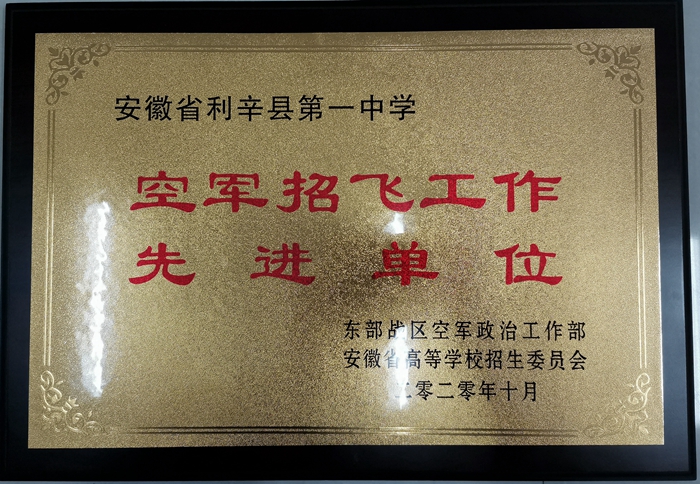 安徽省利辛县第一中学
空军招飞工作
先进单位
东部战区空军政治工作部
安徽省高等学校招生委员会
二零二零年十月